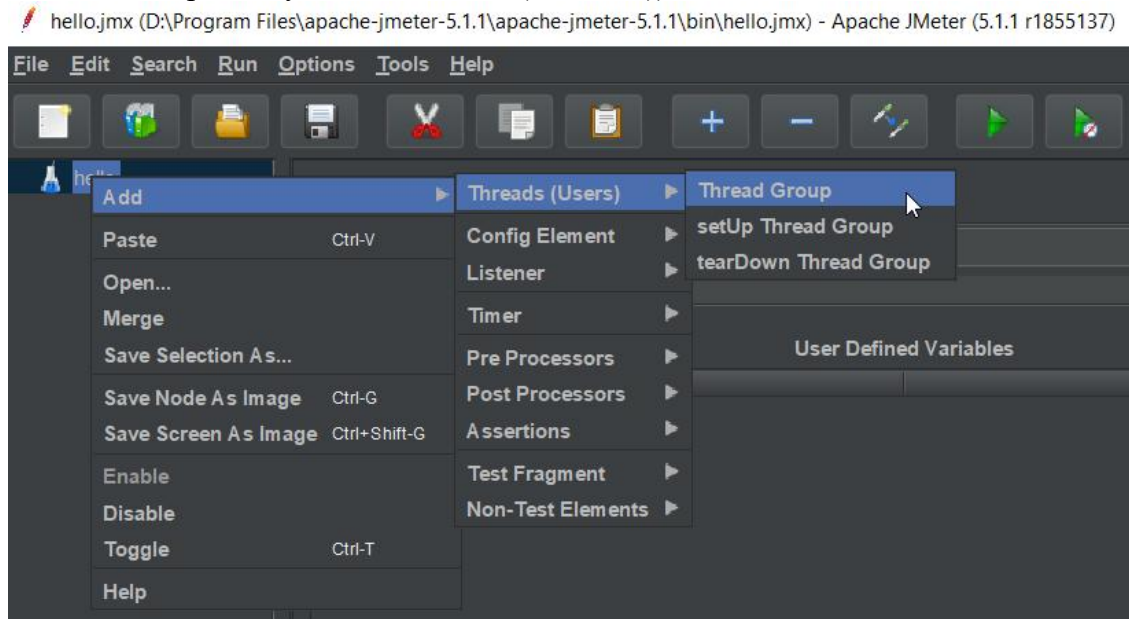 hello.jmx (D:\Program Files\apache-jmeter-5.1.1\apache-jmeter-5.1.1\bin\hello.jmx) - Apache JMeter (5.1.1 r1855137)
File Edit Search Run Options Tools Help
Add
Paste Ctrl-V
Open...
Merge
Save Selection As...
Save Node As Image Ctrl-G
Save Screen As Image Ctrl+Shift-G
Enable
Disable
Toggle Ctrl-T
Help
Threads (Users)
Config Element
Listener
Timer
Pre Processors
Post Processors
Assertions
Test Fragment
Non-Test Elements
Thread Group
setUp Thread Group
tearDown Thread Group
User Defined Variables